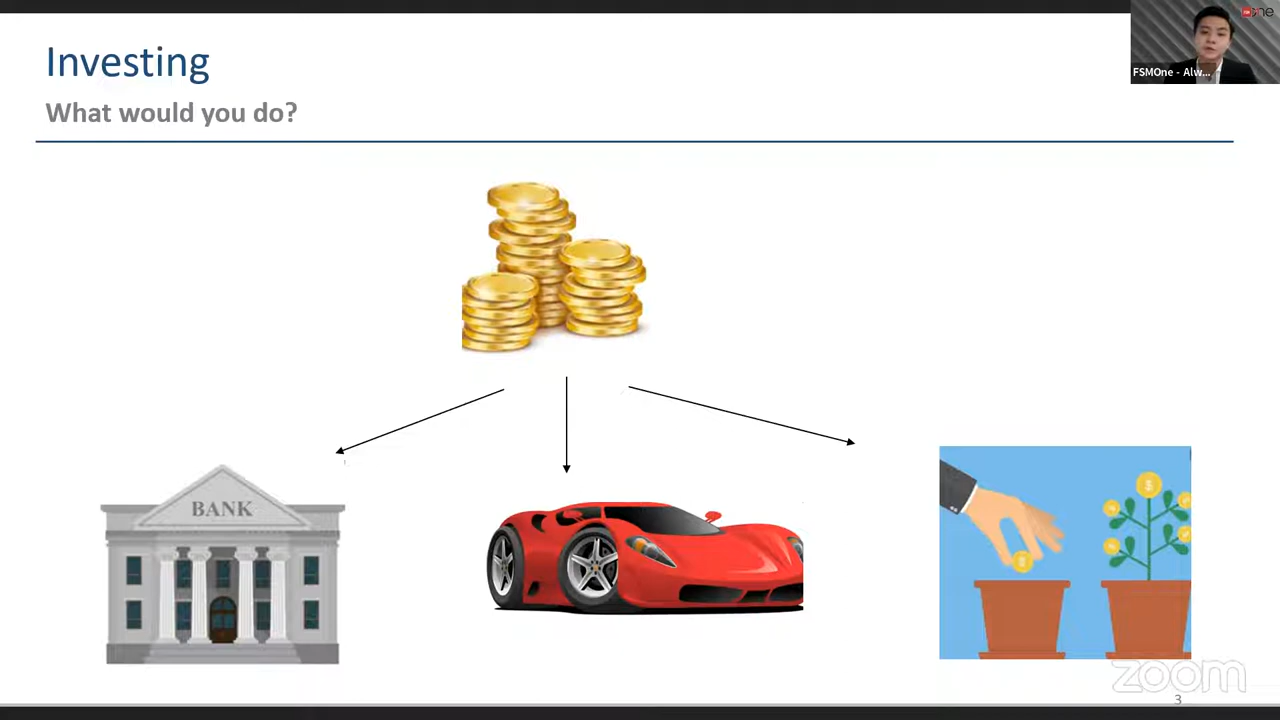 Investing
What would you do?
FSMOne - Alw...
BANK
$
$
zoom
3